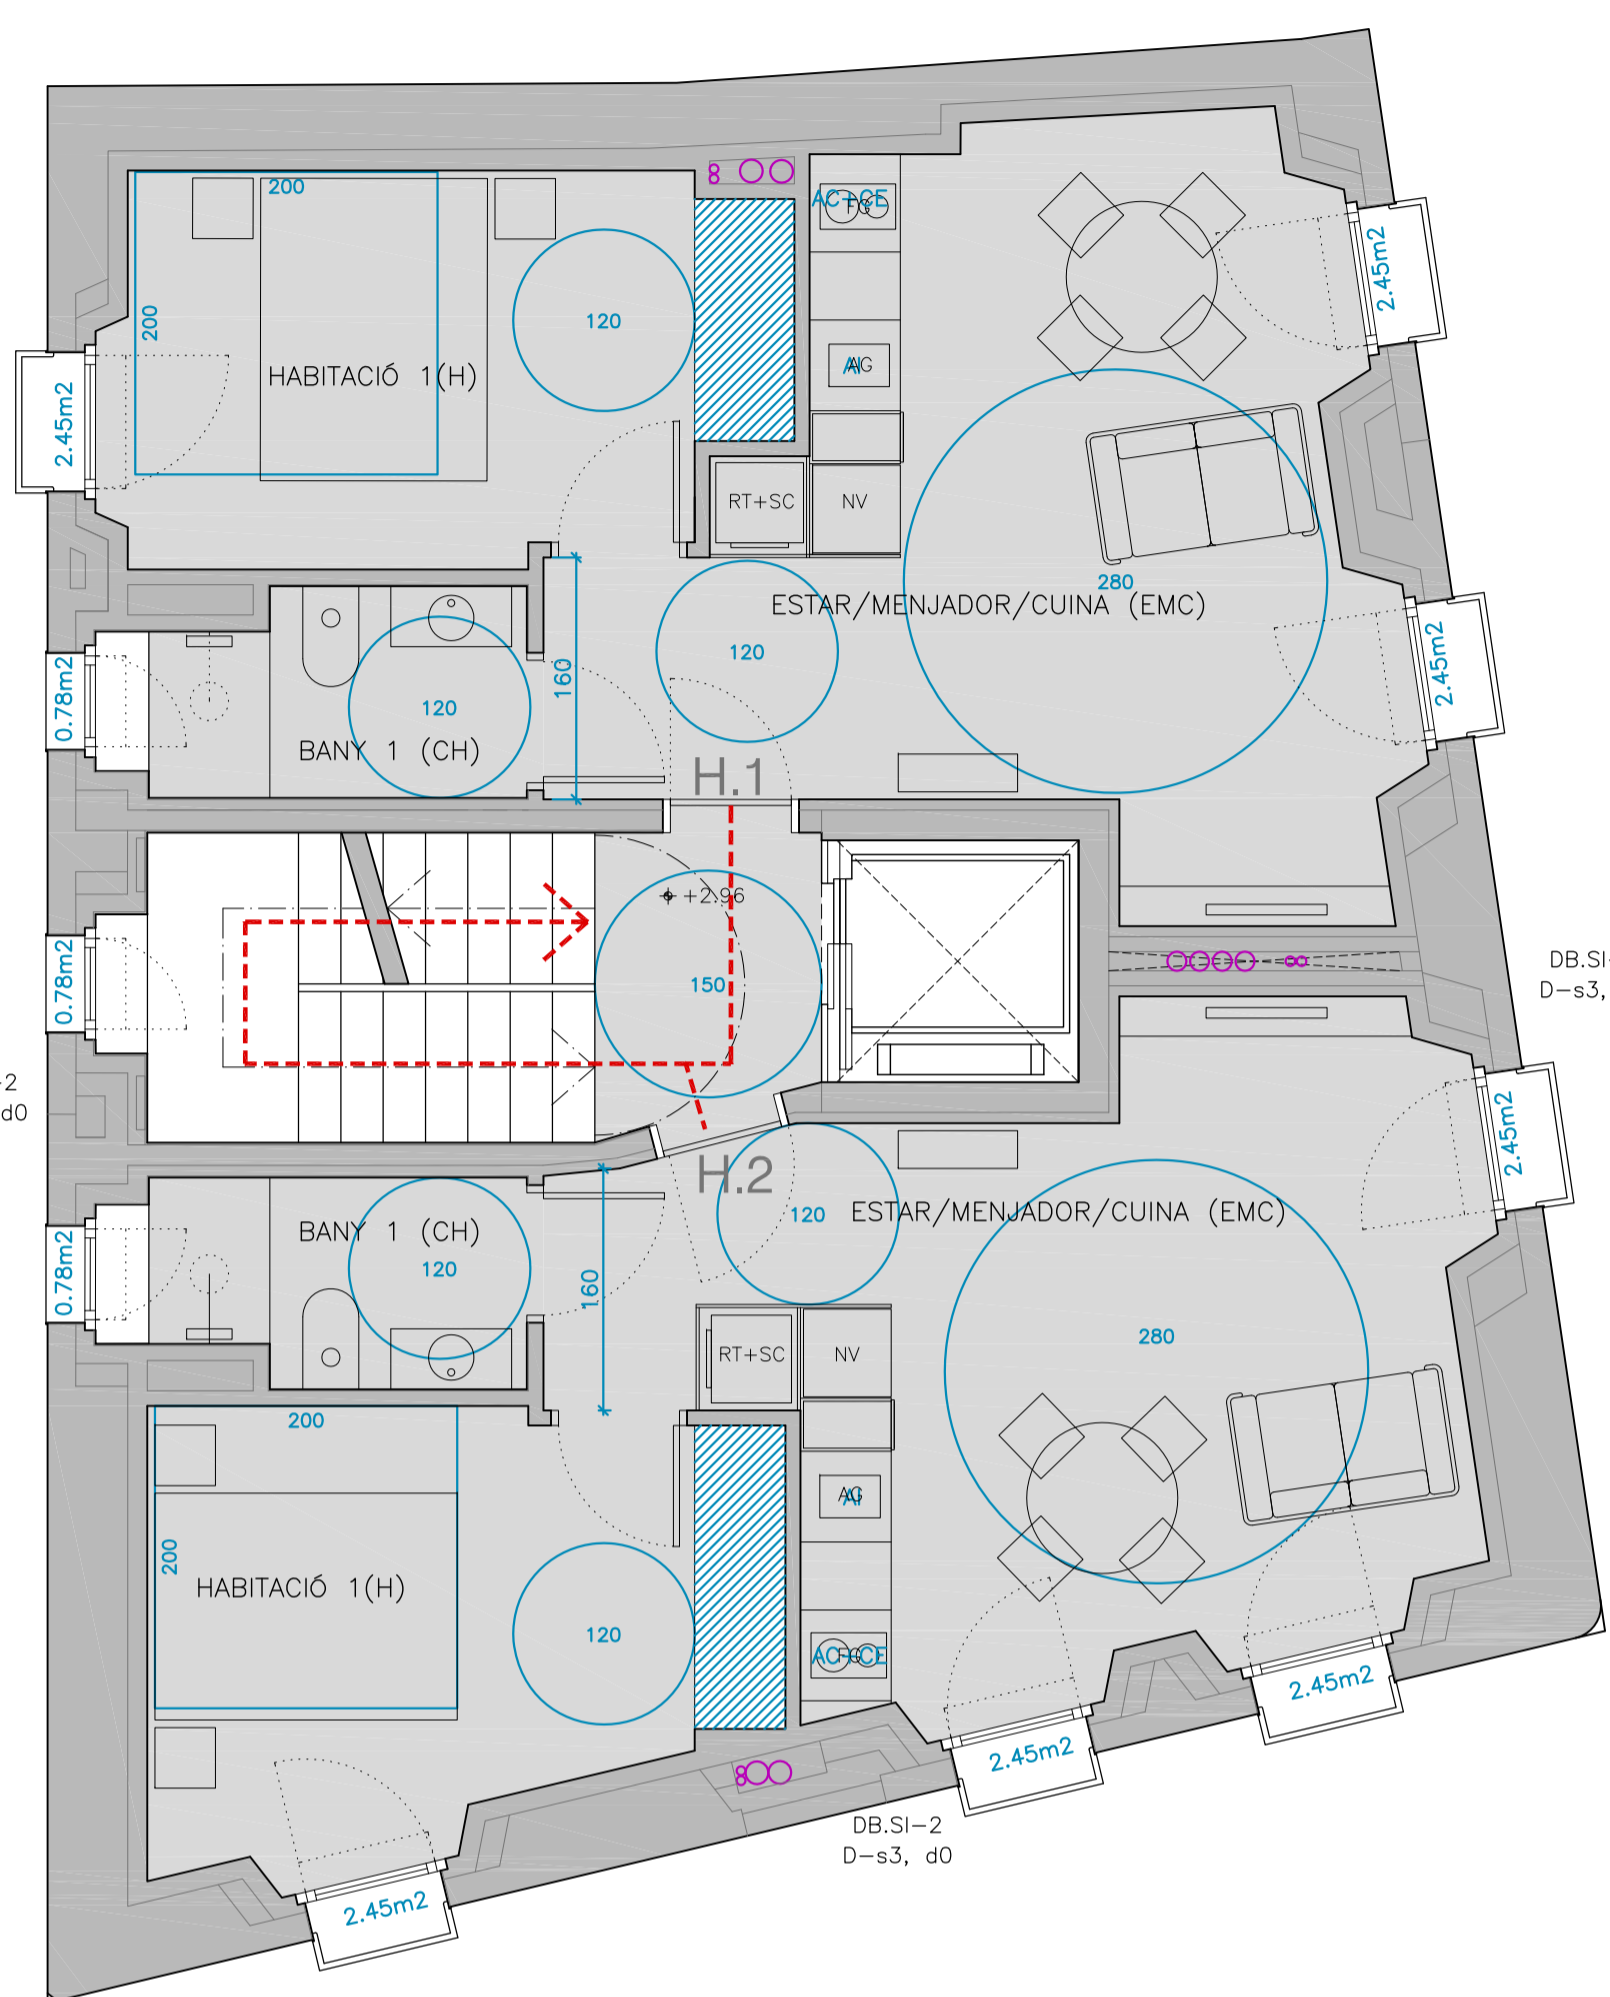 200
AC+CE
FG
2.45m2
200
120
AG
AI
HABITACIÓ 1(H)
2.45m2
RT+SC
NV
280
ESTAR/MENJADOR/CUINA (EMC)
120
160
2.45m2
0.78m2
120
BANY 1 (CH)
H.1
+2.96
0.78m2
150
DB.SI-
D-s3,
-2
d0
2.45m2
H.2
120
ESTAR/MENJADOR/CUINA (EMC)
BANY 1 (CH)
0.78m2
120
160
280
RT+SC
NV
200
AG
AI
200
HABITACIÓ 1(H)
120
AC+CE
FG
2.45m2
2.45m2
DB.SI-2
D-s3, d0
2.45m2